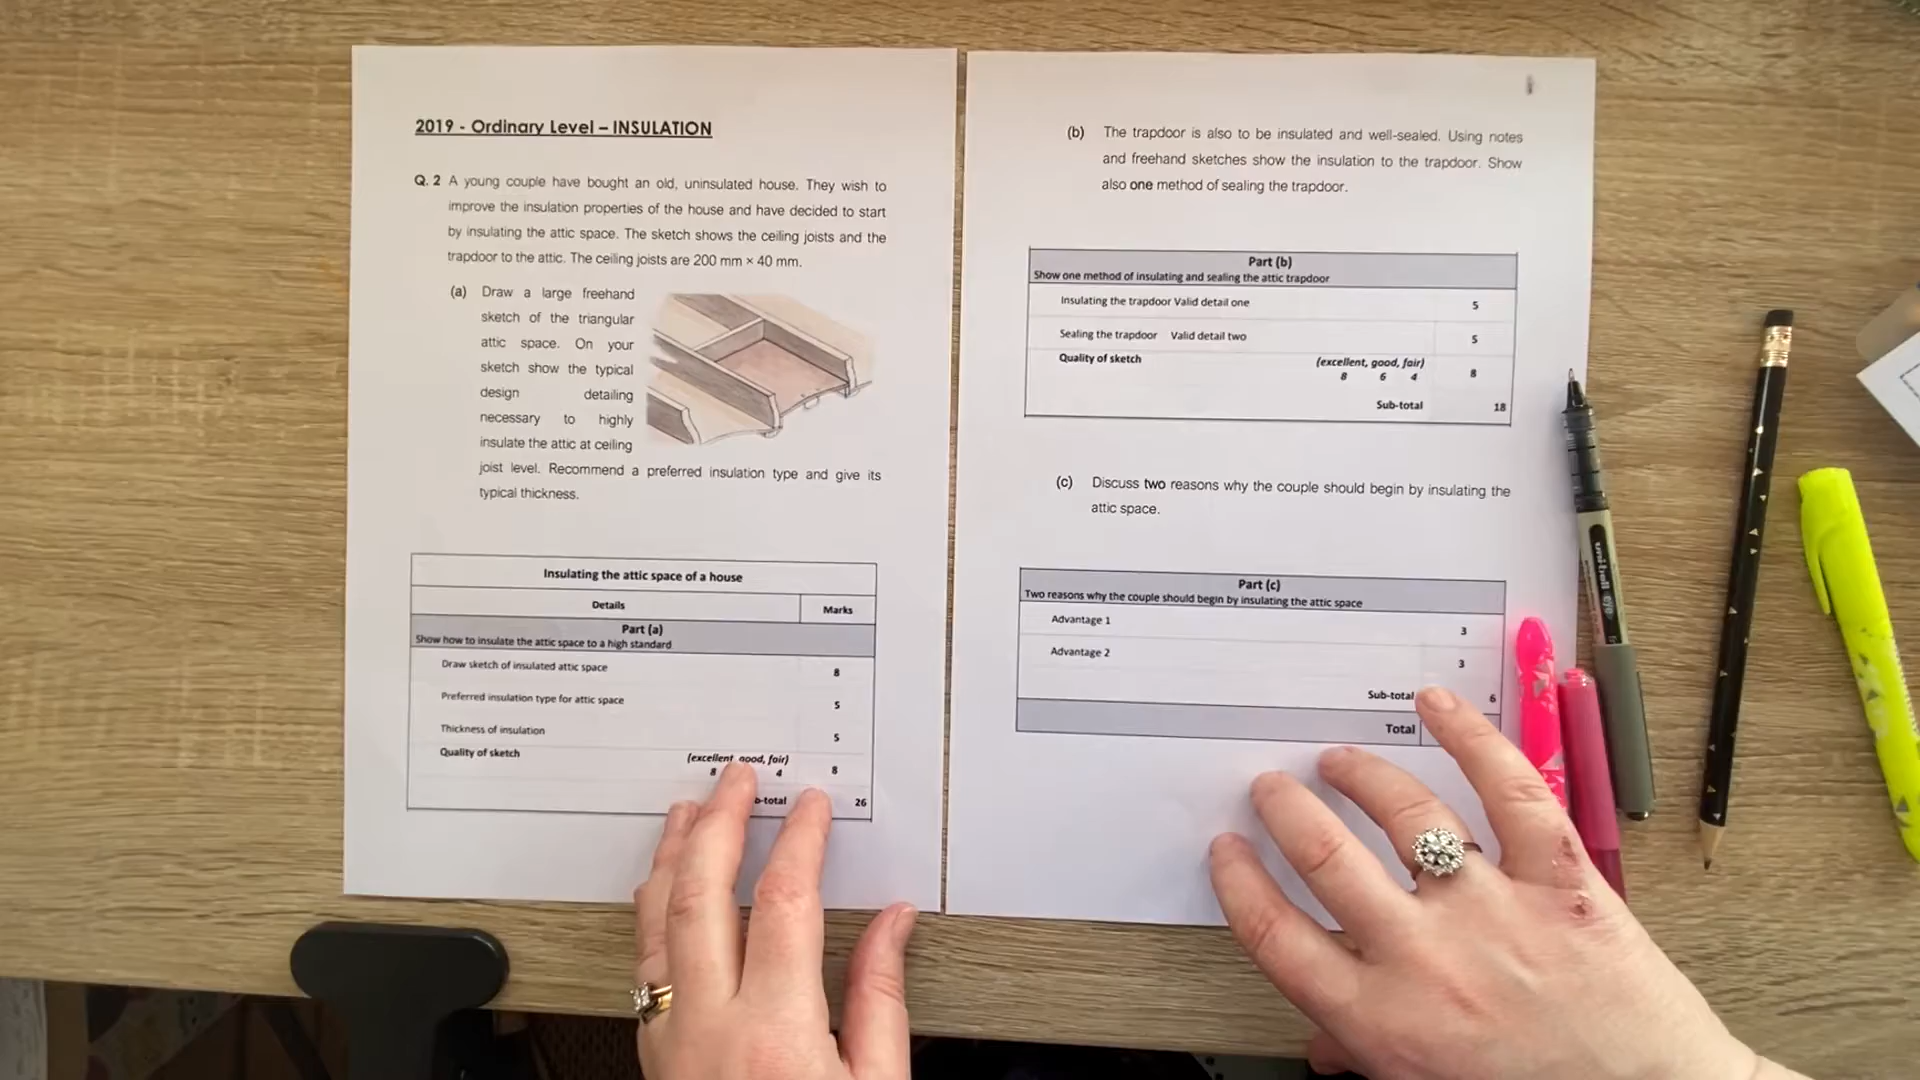 2019 - Ordinary Level – INSULATION
Q. 2 A young couple have bought an old, uninsulated house. They wish to
improve the insulation properties of the house and have decided to start
by insulating the attic space. The sketch shows the ceiling joists and the
trapdoor to the attic. The ceiling joists are 200 mm × 40 mm.
(a) Draw a large freehand
sketch of the triangular
attic space. On your
sketch show the typical
design detailing
necessary to highly
insulate the attic at ceiling
joist level. Recommend a preferred insulation type and give its
typical thickness.
Insulating the attic space of a house
Details Marks
Part (a)
Show how to insulate the attic space to a high standard
Draw sketch of insulated attic space 8
Preferred insulation type for attic space 5
Thickness of insulation 5
Quality of sketch (excellent, good, fair) 8
8 4
b-total 26
(b) The trapdoor is also to be insulated and well-sealed. Using notes
and freehand sketches show the insulation to the trapdoor. Show
also one method of sealing the trapdoor.
Part (b)
Show one method of insulating and sealing the attic trapdoor
Insulating the trapdoor Valid detail one 5
Sealing the trapdoor Valid detail two 5
Quality of sketch (excellent, good, fair) 8
8 6 4
Sub-total 18
(c) Discuss two reasons why the couple should begin by insulating the
attic space.
Part (c)
Two reasons why the couple should begin by insulating the attic space
Advantage 1 3
Advantage 2 3
Sub-total 6
Total
uni-ball eye